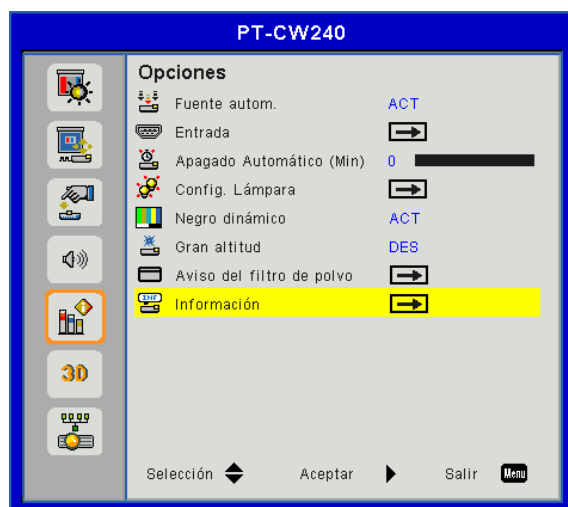 PT-CW240
Opciones
Fuente autom. ACT
Entrada
Apagado Automático (Min) 0
Config. Lámpara
Negro dinámico ACT
Gran altitud DES
Aviso del filtro de polvo
INF Información
3D
Selección Aceptar Salir Menu